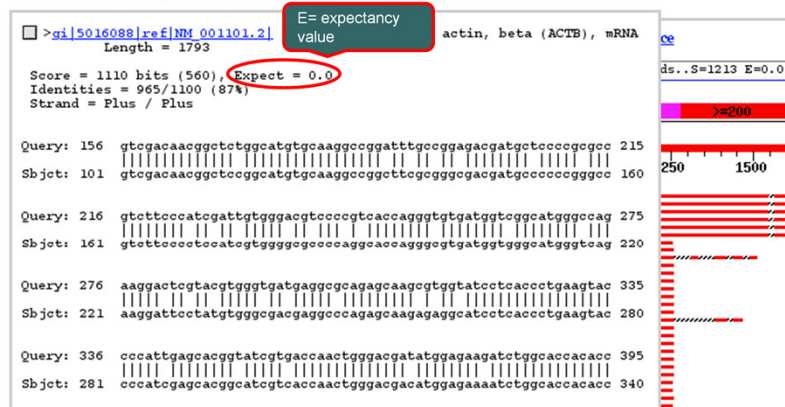 E= expectancy
value
>gi|5016088|ref|NM_001101.2| actin, beta (ACTB), mRNA
Length = 1793
Score = 1110 bits (560), Expect = 0.0
Identities = 965/1100 (87%)
Strand = Plus / Plus
Query: 156 gtcgacaacggctctggcatgtgcaaggccggatttgccggagacgatgctccccgcgcc 215
Sbjct: 101 gtcgacaacggctccggcatgtgcaaggccggcttcgcgggcgacgatgccccccgggcc 160
Query: 216 gtcttcccatcgattgtgggacgtccccgtcaccagggtgtgatggtcggcatgggccag 275
Sbjct: 161 gtcttcccctccatcgtggggcgccccaggcaccagggcgtgatggtgggcatgggtcag 220
Query: 276 aaggactcgtacgtgggtgatgaggcgcagagcaagcgtggtatcctcaccctgaagtac 335
Sbjct: 221 aaggattcctatgtgggcgacgaggcccagagcaagagaggcatcctcaccctgaagtac 280
Query: 336 cccattgagcacggtatcgtgaccaactgggacgatatggagaagatctggcaccacacc 395
Sbjct: 281 cccatcgagcacggcatcgtcaccaactgggacgacatggagaaaatctggcaccacacc 340
ce
ds..S=1213 E=0.0
>=200
250 1500